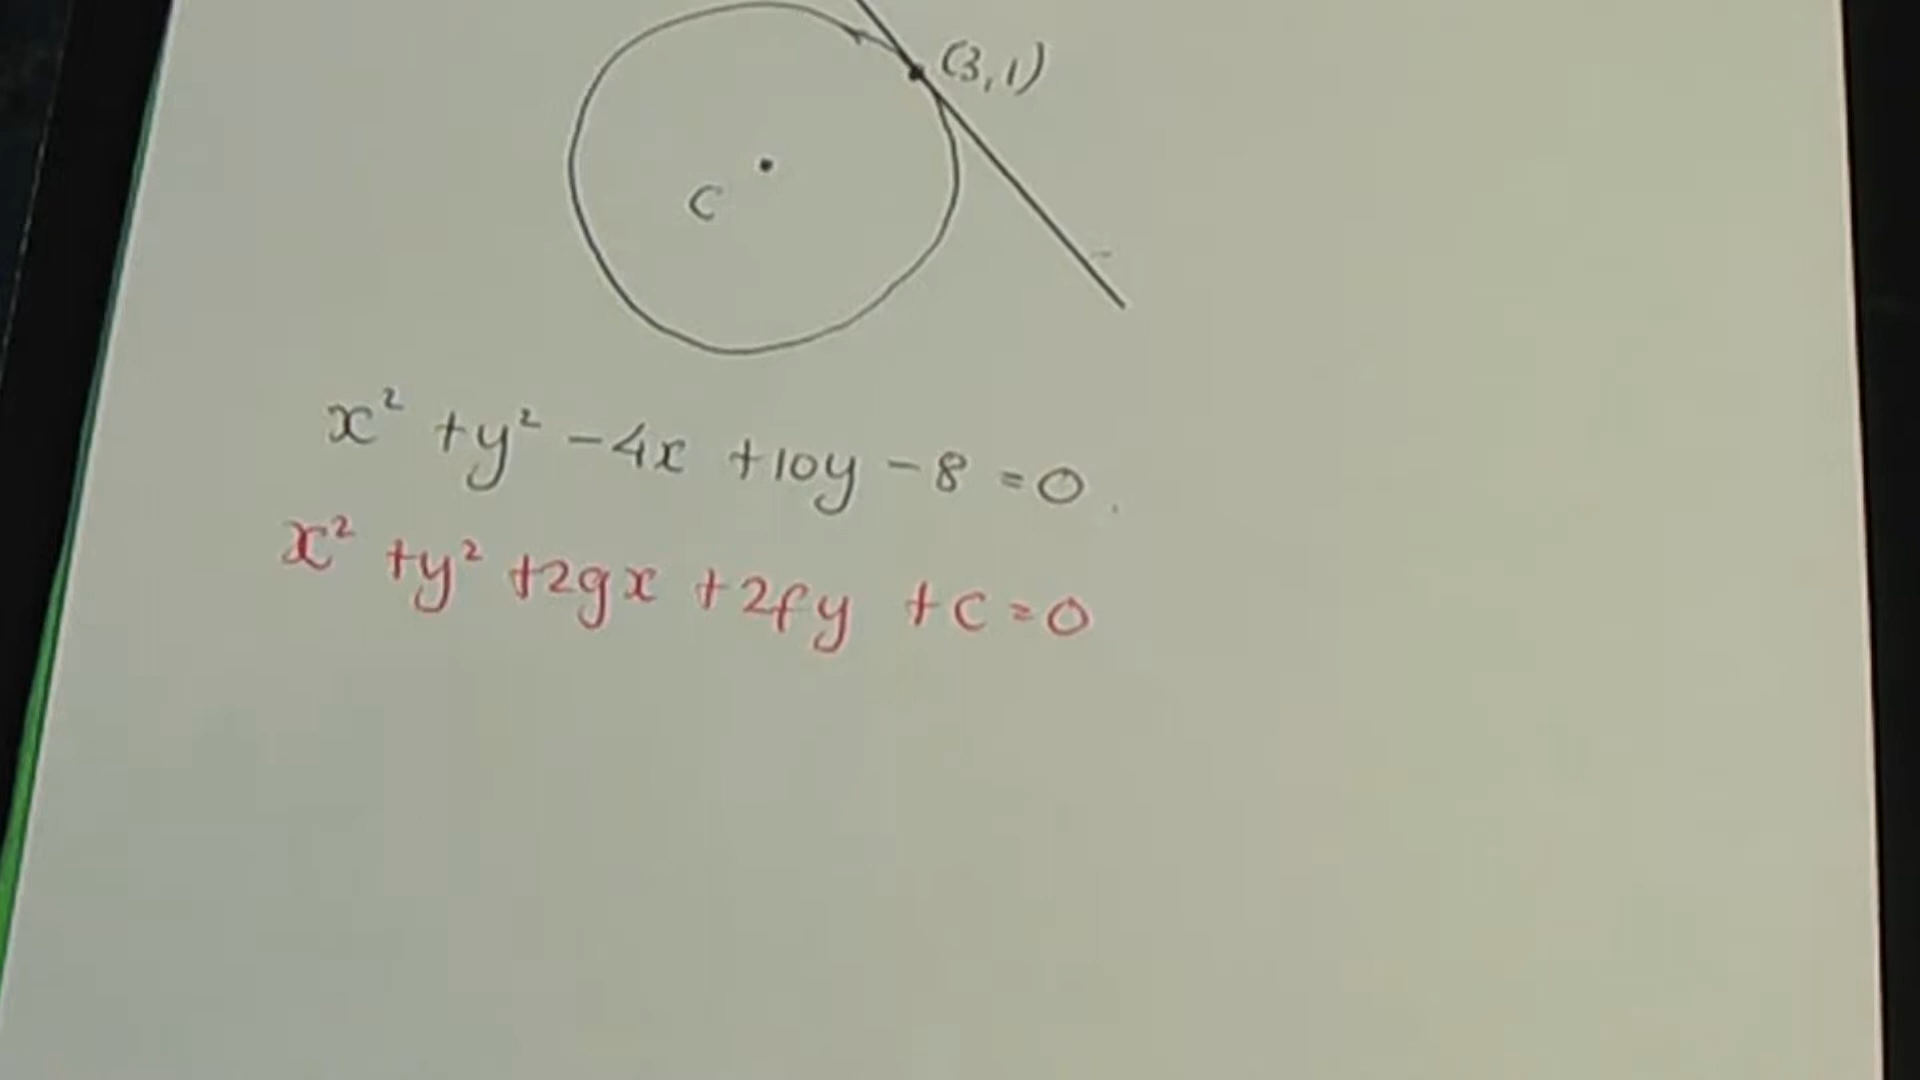 (3,1)
C
x² + y² - 4x + 10y - 8 = 0.
x² + y² + 2gx + 2fy + c = 0